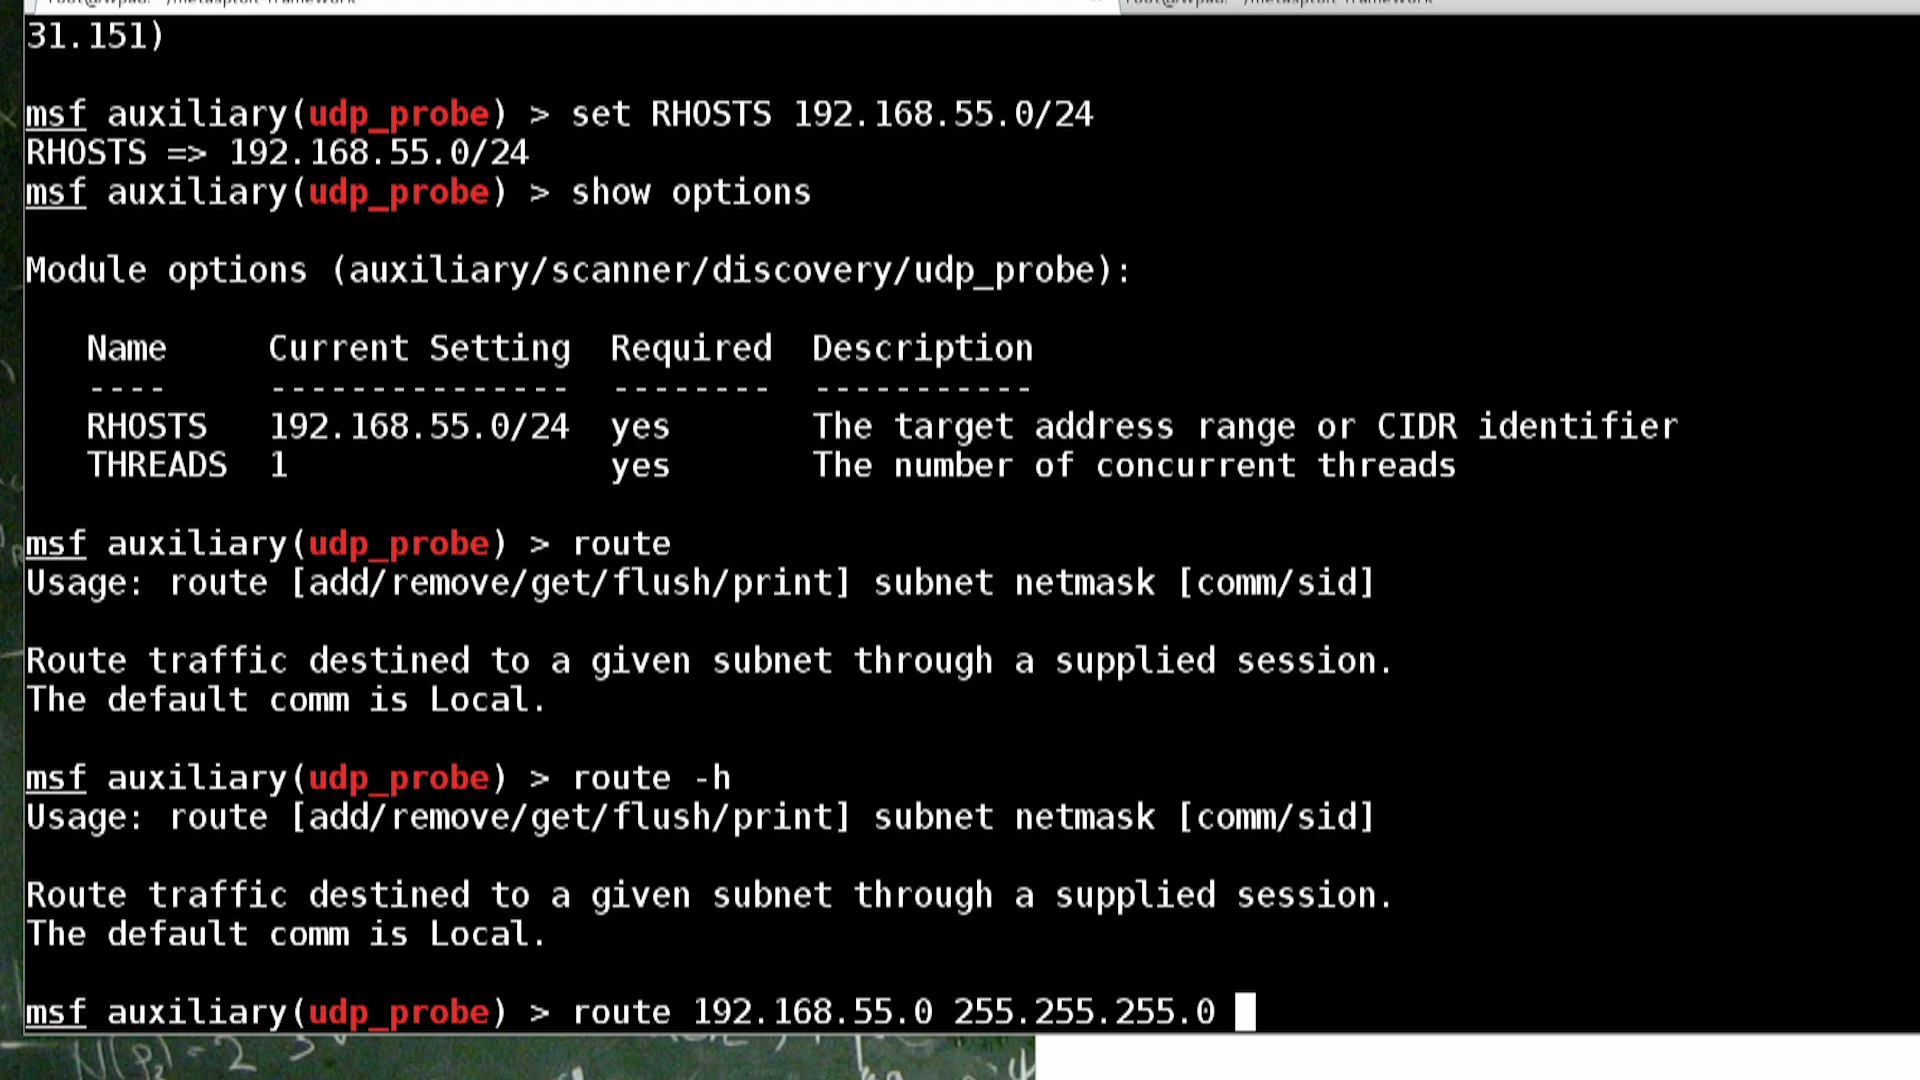 31.151)
msf auxiliary(udp_probe) > set RHOSTS 192.168.55.0/24
RHOSTS => 192.168.55.0/24
msf auxiliary(udp_probe) > show options
Module options (auxiliary/scanner/discovery/udp_probe):
Name Current Setting Required Description
---- --------------- -------- -----------
RHOSTS 192.168.55.0/24 yes The target address range or CIDR identifier
THREADS 1 yes The number of concurrent threads
msf auxiliary(udp_probe) > route
Usage: route [add/remove/get/flush/print] subnet netmask [comm/sid]
Route traffic destined to a given subnet through a supplied session.
The default comm is Local.
msf auxiliary(udp_probe) > route -h
Usage: route [add/remove/get/flush/print] subnet netmask [comm/sid]
Route traffic destined to a given subnet through a supplied session.
The default comm is Local.
msf auxiliary(udp_probe) > route 192.168.55.0 255.255.255.0